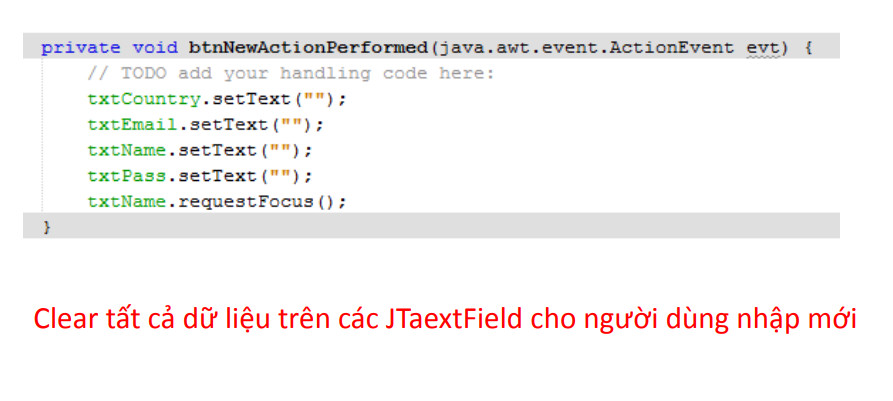 private void btnNewActionPerformed(java.awt.event.ActionEvent evt) {
// TODO add your handling code here:
txtCountry.setText("");
txtEmail.setText("");
txtName.setText("");
txtPass.setText("");
txtName.requestFocus();
}
Clear tất cả dữ liệu trên các JTaextField cho người dùng nhập mới